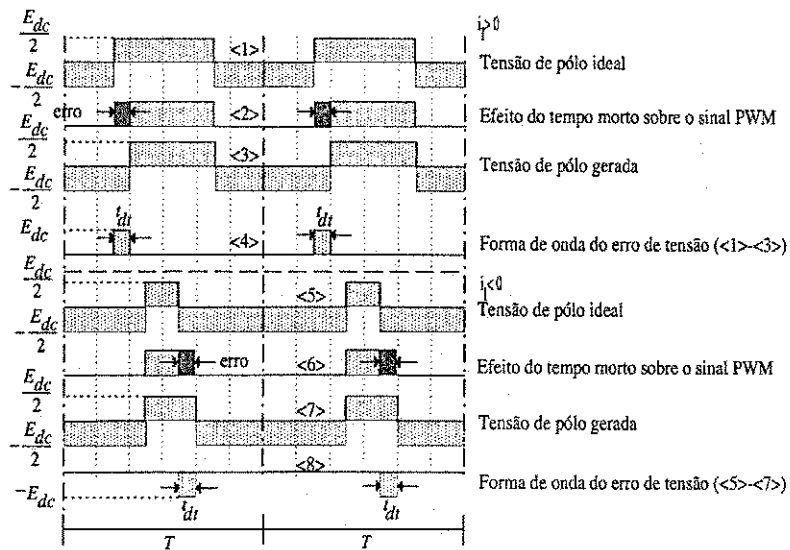 E_dc/2
i>0
<1>
Tensão de pólo ideal
-E_dc/2
erro
<2>
Efeito do tempo morto sobre o sinal PWM
E_dc/2
<3>
Tensão de pólo gerada
-E_dc/2
t_dt
t_dt
E_dc
<4>
Forma de onda do erro de tensão (<1>-<3>)
E_dc/2
i<0
<5>
Tensão de pólo ideal
-E_dc/2
erro
<6>
Efeito do tempo morto sobre o sinal PWM
E_dc/2
<7>
Tensão de pólo gerada
-E_dc/2
<8>
-E_dc
Forma de onda do erro de tensão (<5>-<7>)
t_dt
t_dt
T
T